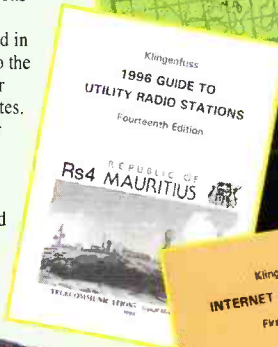 d in
o the
r
tes.
d
Klingenfuss
1996 GUIDE TO
UTILITY RADIO STATIONS
Fourteenth Edition
REPUBLIC OF
Rs4 MAURITIUS
TELECOMMUNICATIONS
Kling
INTERNET
Fir